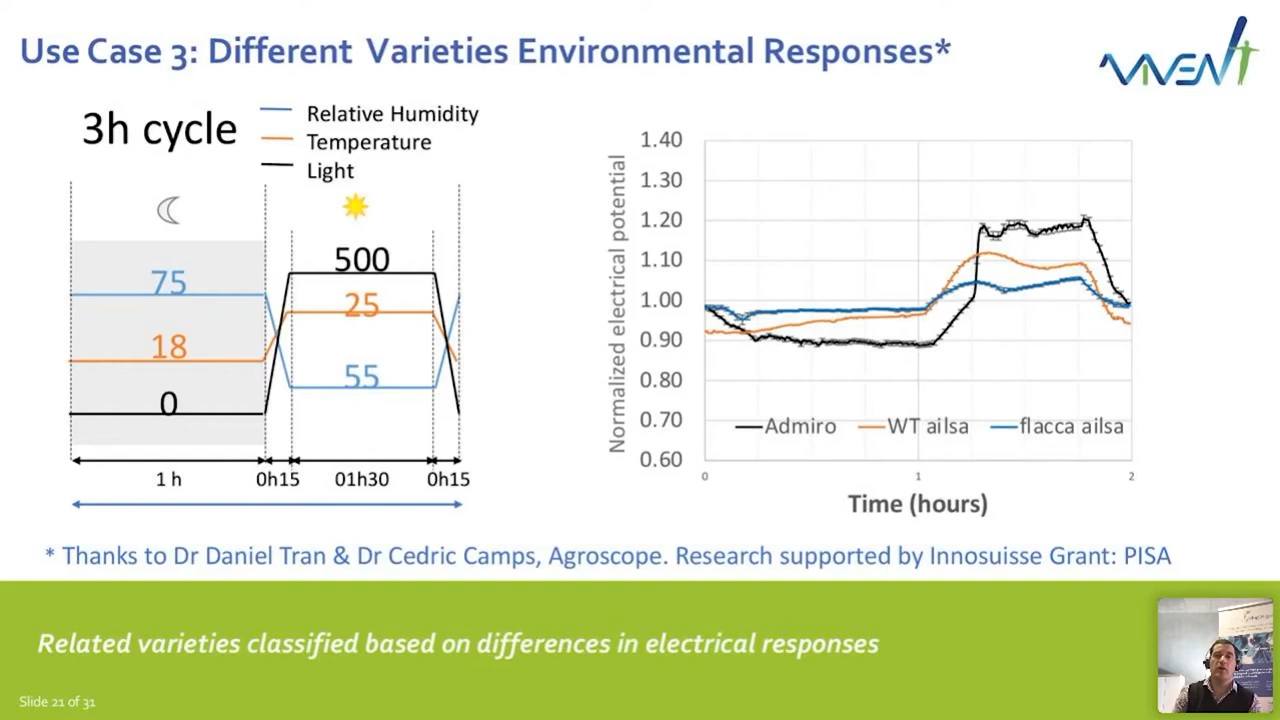 Use Case 3: Different Varieties Environmental Responses*
VIVENT
3h cycle
Relative Humidity
Temperature
Light
75
18
0
500
25
55
1 h
0h15
01h30
0h15
Normalized electrical potential
1.40
1.30
1.20
1.10
1.00
0.90
0.80
0.70
0.60
Admiro
WT ailsa
flacca ailsa
0
1
2
Time (hours)
* Thanks to Dr Daniel Tran & Dr Cedric Camps, Agroscope. Research supported by Innosuisse Grant: PISA
Related varieties classified based on differences in electrical responses
Slide 21 of 31